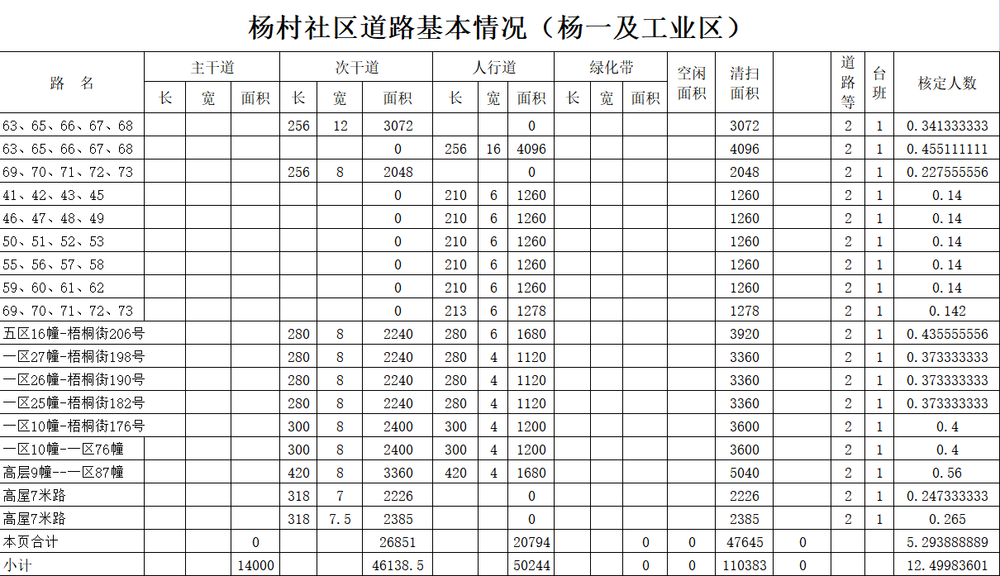 杨村社区道路基本情况（杨一及工业区）
路 名 主干道 次干道 人行道 绿化带 空闲面积 清扫面积 道路等 台班 核定人数
长 宽 面积 长 宽 面积 长 宽 面积 长 宽 面积
63、65、66、67、68 256 12 3072 0 3072 2 1 0.341333333
63、65、66、67、68 0 256 16 4096 4096 2 1 0.455111111
69、70、71、72、73 256 8 2048 0 2048 2 1 0.227555556
41、42、43、45 0 210 6 1260 1260 2 1 0.14
46、47、48、49 0 210 6 1260 1260 2 1 0.14
50、51、52、53 0 210 6 1260 1260 2 1 0.14
55、56、57、58 0 210 6 1260 1260 2 1 0.14
59、60、61、62 0 210 6 1260 1260 2 1 0.14
69、70、71、72、73 0 213 6 1278 1278 2 1 0.142
五区16幢-梧桐街206号 280 8 2240 280 6 1680 3920 2 1 0.435555556
一区27幢-梧桐街198号 280 8 2240 280 4 1120 3360 2 1 0.373333333
一区26幢-梧桐街190号 280 8 2240 280 4 1120 3360 2 1 0.373333333
一区25幢-梧桐街182号 280 8 2240 280 4 1120 3360 2 1 0.373333333
一区10幢-梧桐街176号 300 8 2400 300 4 1200 3600 2 1 0.4
一区10幢-一区76幢 300 8 2400 300 4 1200 3600 2 1 0.4
高层9幢--一区87幢 420 8 3360 420 4 1680 5040 2 1 0.56
高屋7米路 318 7 2226 0 2226 2 1 0.247333333
高屋7米路 318 7.5 2385 0 2385 2 1 0.265
本页合计 0 26851 20794 0 0 47645 0 5.293888889
小计 14000 46138.5 50244 0 0 110383 0 12.49983601